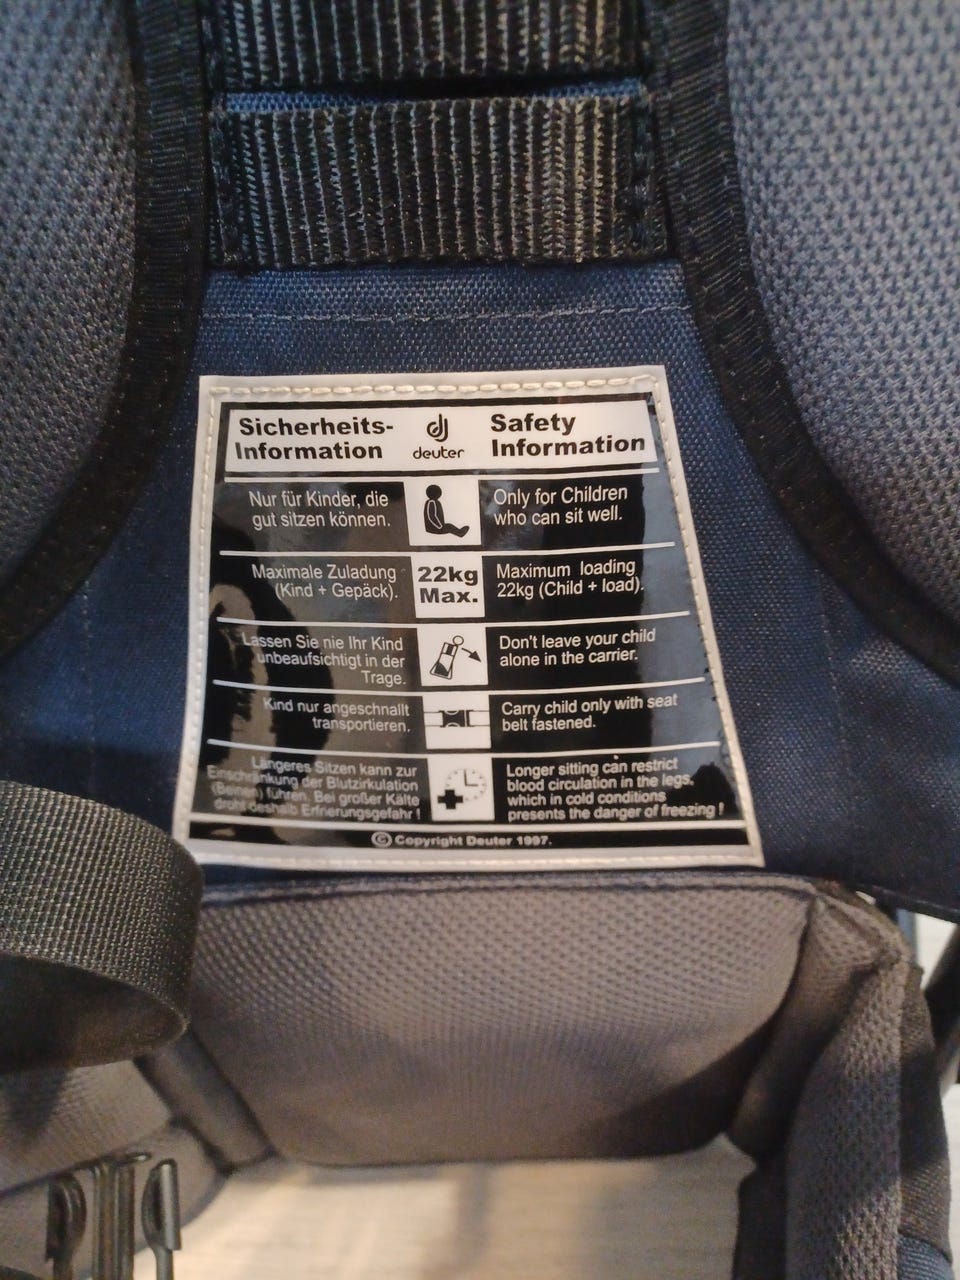 Sicherheits-
Information
deuter
Safety
Information
Nur für Kinder, die
gut sitzen können.
Only for Children
who can sit well.
Maximale Zuladung
(Kind + Gepäck).
22kg
Max.
Maximum loading
22kg (Child + load).
Lassen Sie nie Ihr Kind
unbeaufsichtigt in der
Trage.
Don't leave your child
alone in the carrier.
Kind nur angeschnallt
transportieren.
Carry child only with seat
belt fastened.
Längeres Sitzen kann zur
Einschränkung der Blutzirkulation
(Beinen) führen. Bei großer Kälte
droht deshalb Erfrierungsgefahr !
Longer sitting can restrict
blood circulation in the legs,
which in cold conditions
presents the danger of freezing !
© Copyright Deuter 1997.